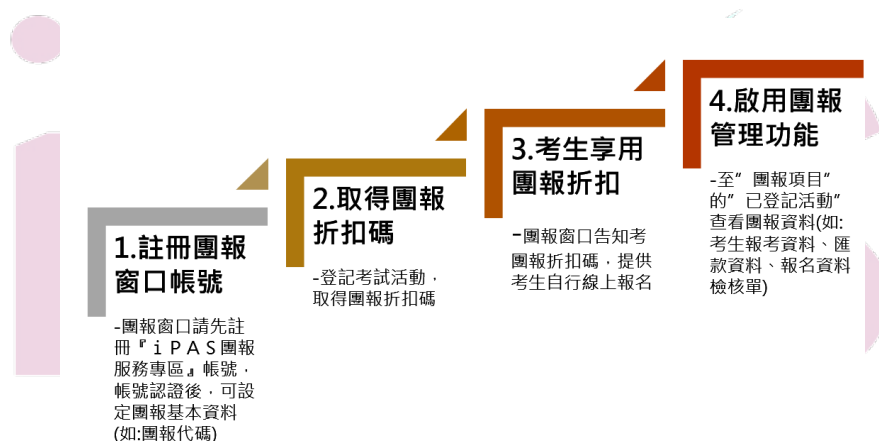 1.註冊團報
窗口帳號
-團報窗口請先註
冊『ｉＰＡＳ團報
服務專區』帳號，
帳號認證後，可設
定團報基本資料
(如:團報代碼)
2.取得團報
折扣碼
-登記考試活動，
取得團報折扣碼
3.考生享用
團報折扣
-團報窗口告知考
團報折扣碼，提供
考生自行線上報名
4.啟用團報
管理功能
-至”團報項目”
的”已登記活動”
查看團報資料(如:
考生報考資料、匯
款資料、報名資料
檢核單)